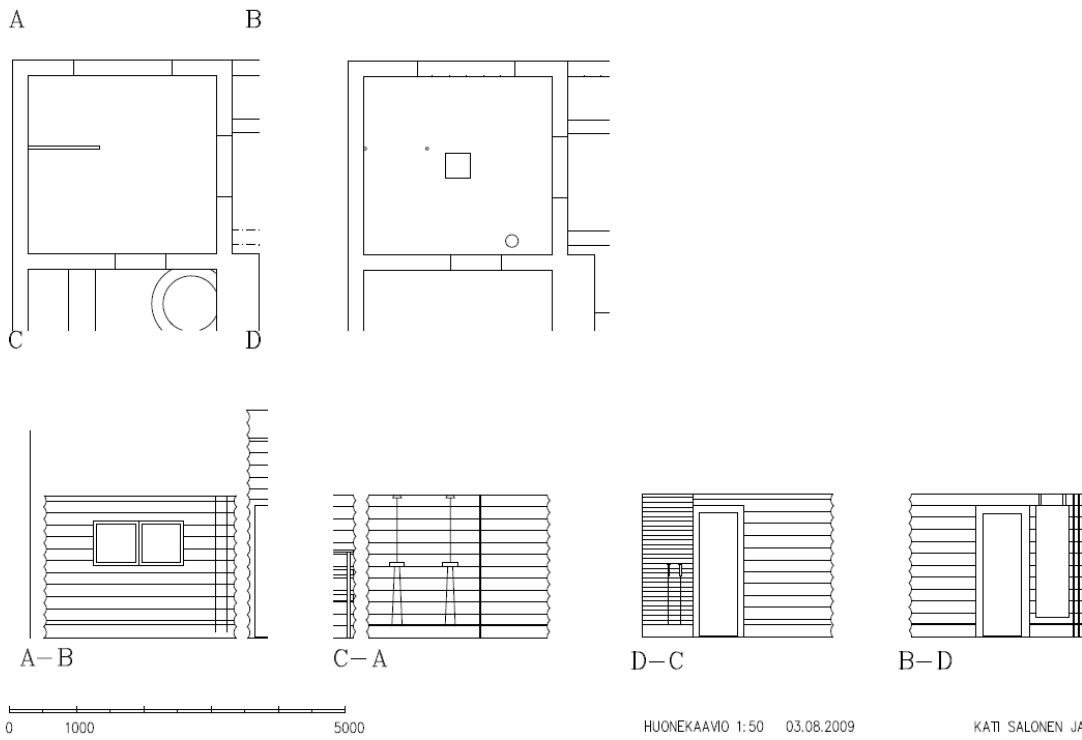 A B
C D
A-B C-A D-C B-D
0 1000 5000
HUONEKAAVIO 1:50 03.08.2009 KATI SALONEN JA